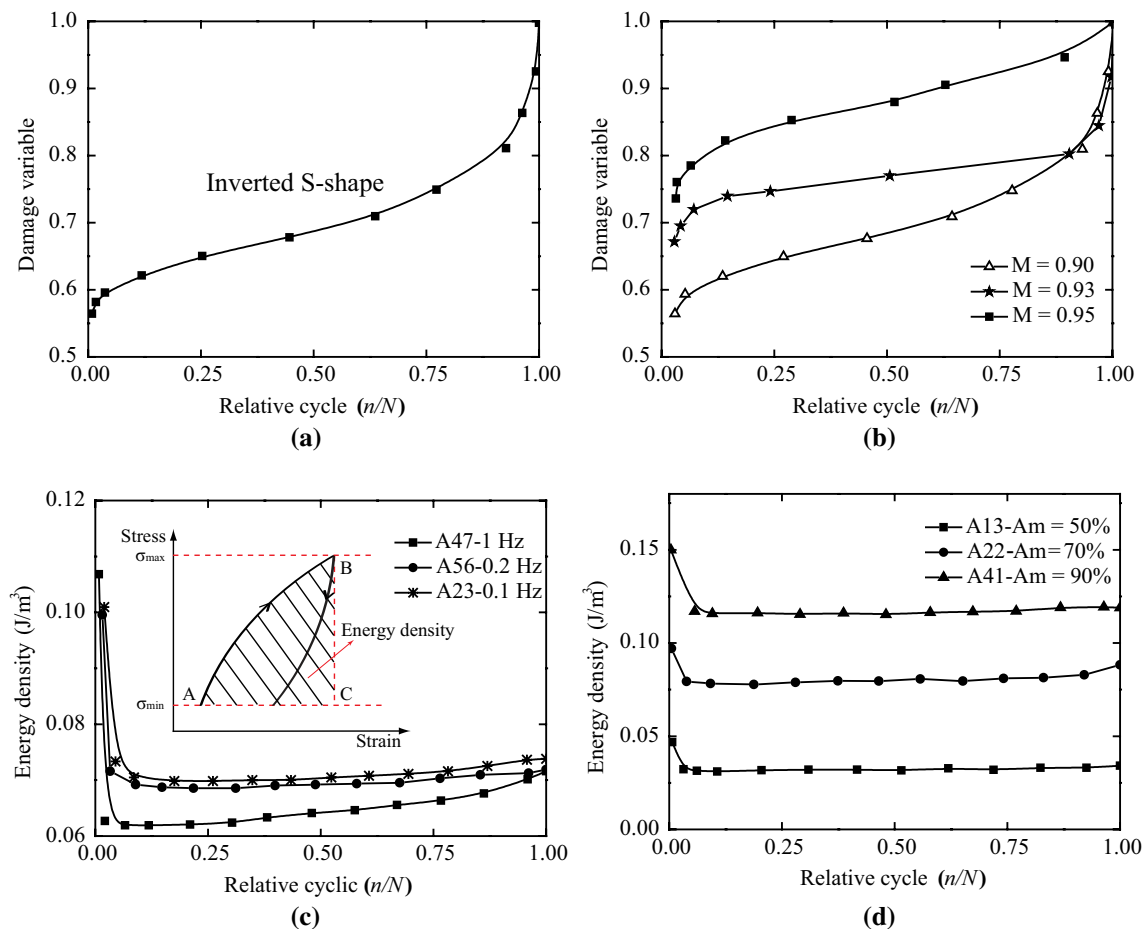 1.0
0.9
0.8
0.7
0.6
0.5
Damage variable
Inverted S-shape
0.00 0.25 0.50 0.75 1.00
Relative cycle (n/N)
(a)
1.0
0.9
0.8
0.7
0.6
0.5
Damage variable
M = 0.90
M = 0.93
M = 0.95
0.00 0.25 0.50 0.75 1.00
Relative cycle (n/N)
(b)
0.12
0.10
0.08
0.06
Energy density (J/m³)
Stress
σmax
B
Energy density
A
C
σmin
Strain
A47-1 Hz
A56-0.2 Hz
A23-0.1 Hz
0.00 0.25 0.50 0.75 1.00
Relative cyclic (n/N)
(c)
0.15
0.10
0.05
0.00
Energy density (J/m³)
A13-Am = 50%
A22-Am = 70%
A41-Am = 90%
0.00 0.25 0.50 0.75 1.00
Relative cycle (n/N)
(d)